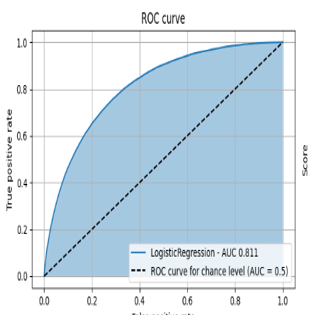 ROC curve
1.0
0.8
0.6
0.4
0.2
0.0
True positive rate
Score
LogisticRegression - AUC 0.811
ROC curve for chance level (AUC = 0.5)
0.0 0.2 0.4 0.6 0.8 1.0